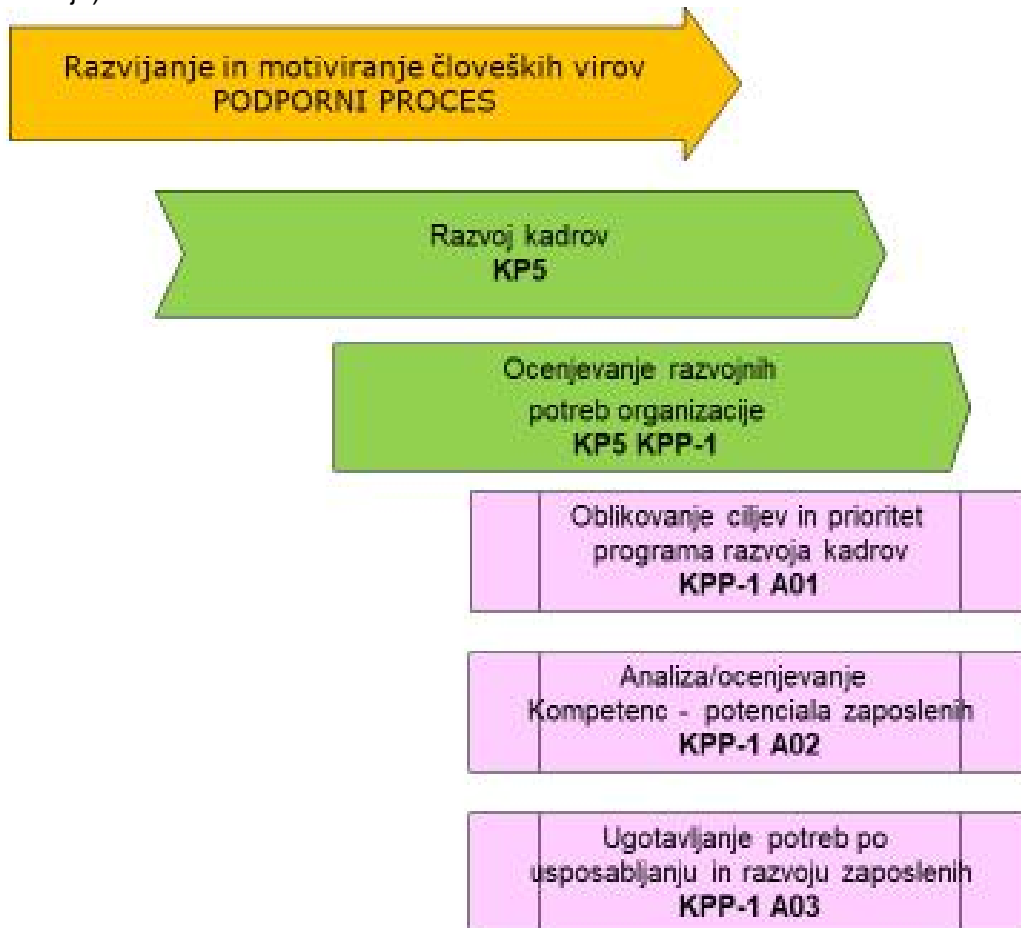 Razvijanje in motiviranje človeških virov
PODPORNI PROCES
Razvoj kadrov
KP5
Ocenjevanje razvojnih
potreb organizacije
KP5 KPP-1
Oblikovanje ciljev in prioritet
programa razvoja kadrov
KPP-1 A01
Analiza/ocenjevanje
Kompetenc - potenciala zaposlenih
KPP-1 A02
Ugotavljanje potreb po
usposabljanju in razvoju zaposlenih
KPP-1 A03